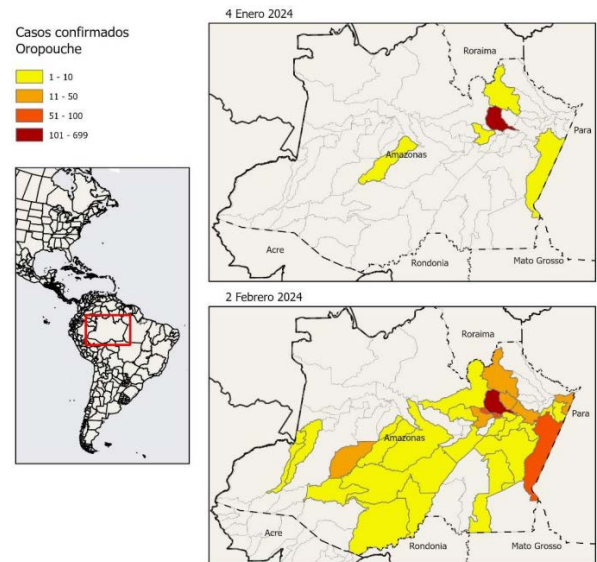 Casos confirmados
Oropouche
1 - 10
11 - 50
51 - 100
101 - 699
4 Enero 2024
Roraima
Para
Amazonas
Acre
Rondonia
Mato Grosso
2 Febrero 2024
Roraima
Para
Amazonas
Acre
Rondonia
Mato Grosso